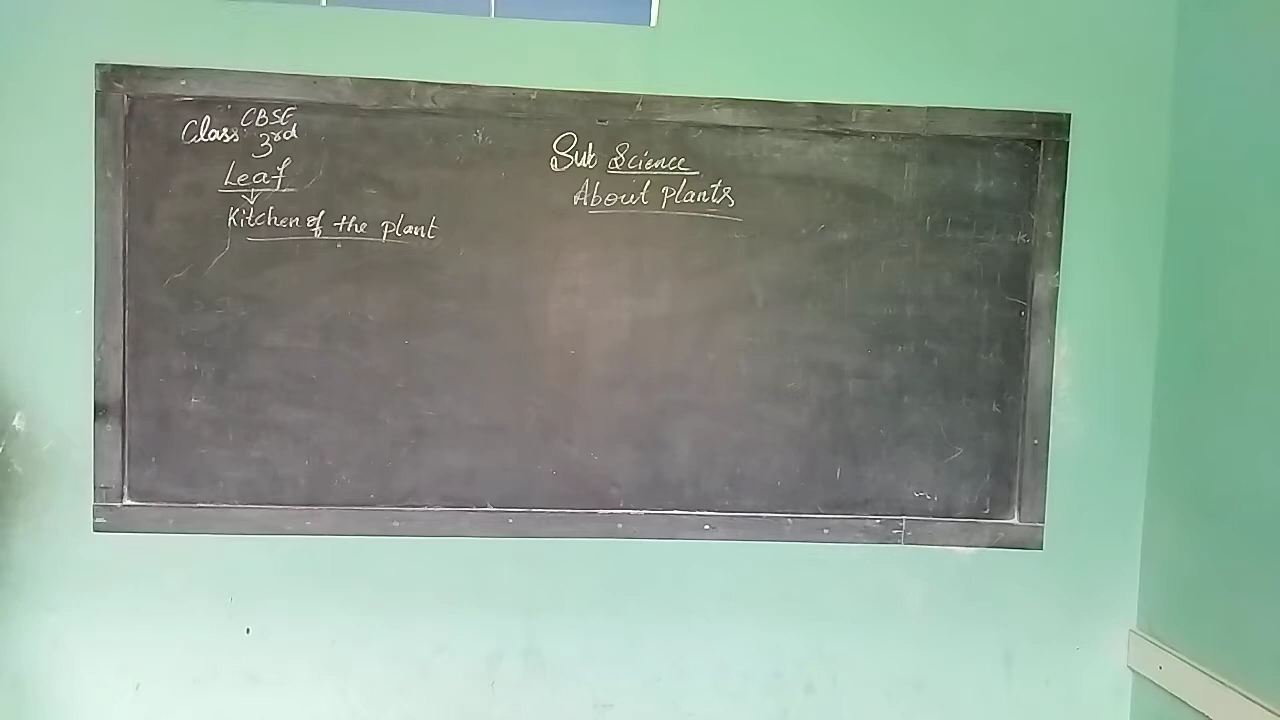 CBSE
Class: 3rd
Sub Science
Leaf
About plants
Kitchen of the plant